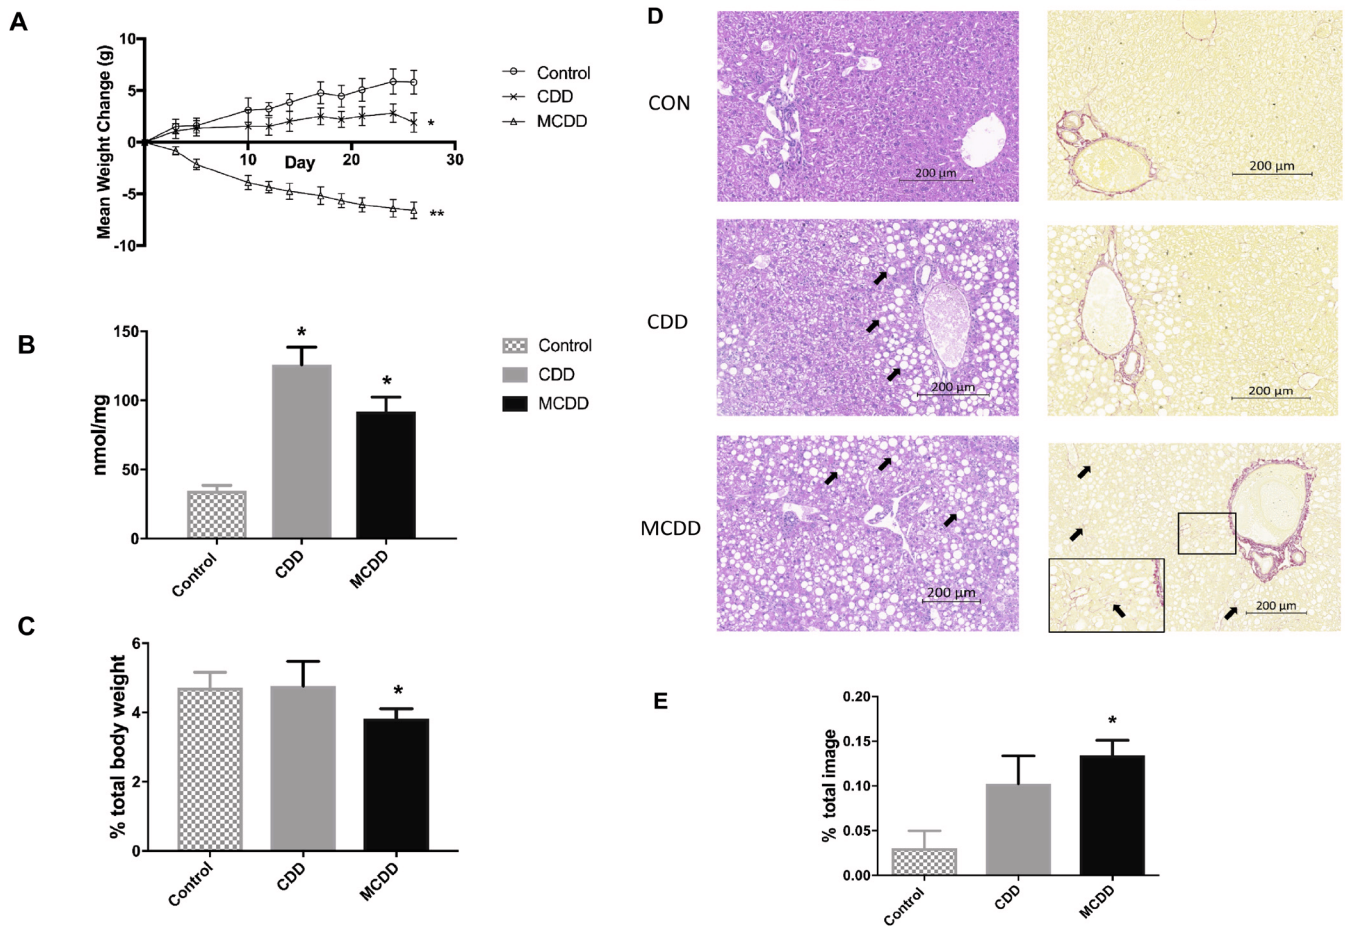 A
Mean Weight Change (g)
10
5
0
-5
-10
Day
10
20
30
*
**
Control
CDD
MCDD
B
nmol/mg
150
100
50
0
*
*
Control
CDD
MCDD
Control
CDD
MCDD
C
% total body weight
6
4
2
0
*
Control
CDD
MCDD
D
CON
200 µm
200 µm
CDD
200 µm
200 µm
MCDD
200 µm
200 µm
E
% total image
0.20
0.15
0.10
0.05
0.00
*
Control
CDD
MCDD